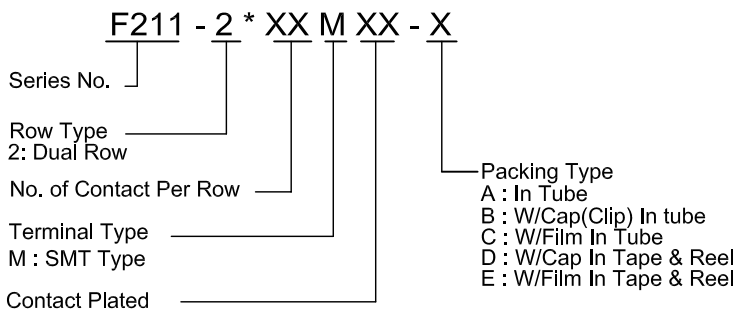 F211 - 2 * XX M XX - X
Series No.
Row Type
2: Dual Row
No. of Contact Per Row
Terminal Type
M : SMT Type
Contact Plated
Packing Type
A : In Tube
B : W/Cap(Clip) In tube
C : W/Film In Tube
D : W/Cap In Tape & Reel
E : W/Film In Tape & Reel